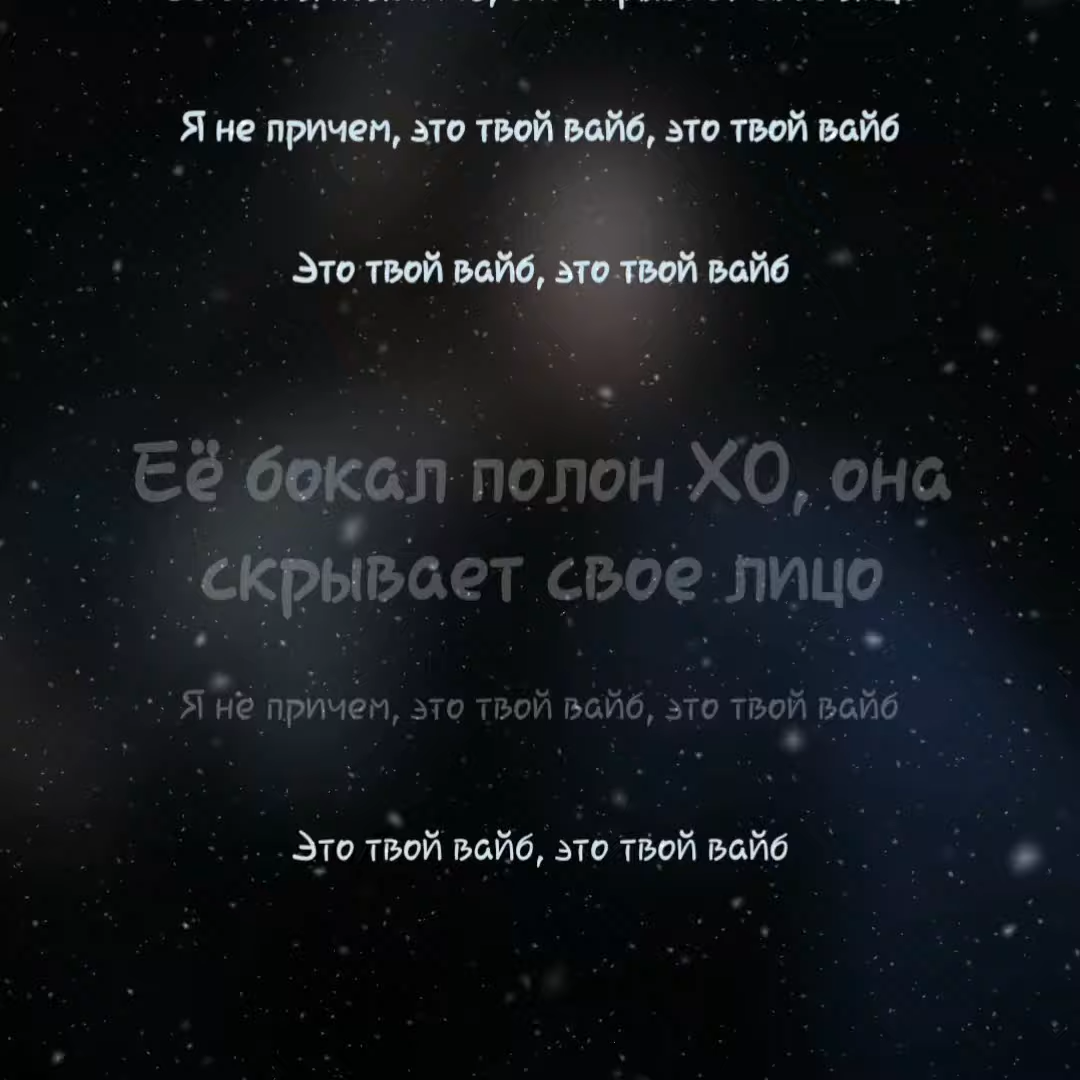 Я не причем, это твой вайб, это твой вайб
Это твой вайб, это твой вайб
Её бокал полон ХО, она
скрывает свое лицо
Я не причем, это твой вайб, это твой вайб
Это твой вайб, это твой вайб